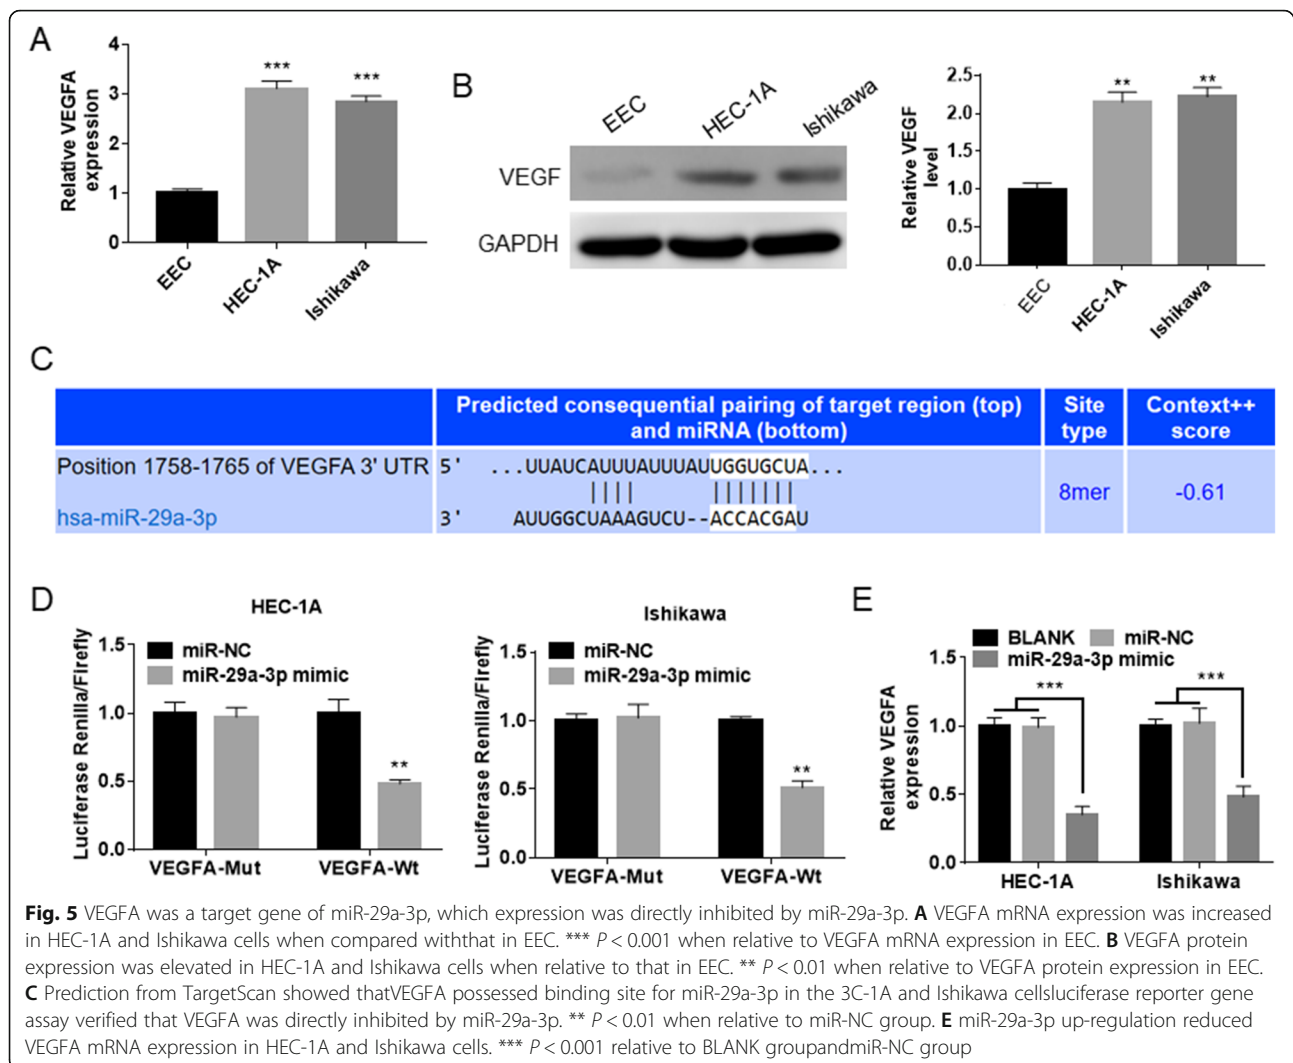 A
Relative VEGFA
expression
4
3
2
1
0
***
***
EEC
HEC-1A
Ishikawa
B
EEC
HEC-1A
Ishikawa
VEGF
GAPDH
Relative VEGF
level
2.5
2.0
1.5
1.0
0.5
0.0
**
**
EEC
HEC-1A
Ishikawa
C
Predicted consequential pairing of target region (top)
and miRNA (bottom)
Site
type
Context++
score
Position 1758-1765 of VEGFA 3' UTR 5' ...UUAUCAUUUAUUUAUUGGUGCUA...
|||| |||||||
hsa-miR-29a-3p 3' AUUGGCUAAAGUCU--ACCACGAU
8mer
-0.61
D
HEC-1A
Luciferase Renilla/Firefly
1.5
1.0
0.5
0.0
miR-NC
miR-29a-3p mimic
**
VEGFA-Mut VEGFA-Wt
Ishikawa
Luciferase Renilla/Firefly
1.5
1.0
0.5
0.0
miR-NC
miR-29a-3p mimic
**
VEGFA-Mut VEGFA-Wt
E
BLANK miR-NC
miR-29a-3p mimic
Relative VEGFA
expression
1.5
1.0
0.5
0.0
***
***
HEC-1A Ishikawa
Fig. 5 VEGFA was a target gene of miR-29a-3p, which expression was directly inhibited by miR-29a-3p. A VEGFA mRNA expression was increased
in HEC-1A and Ishikawa cells when compared withthat in EEC. *** P < 0.001 when relative to VEGFA mRNA expression in EEC. B VEGFA protein
expression was elevated in HEC-1A and Ishikawa cells when relative to that in EEC. ** P < 0.01 when relative to VEGFA protein expression in EEC.
C Prediction from TargetScan showed thatVEGFA possessed binding site for miR-29a-3p in the 3C-1A and Ishikawa cellsluciferase reporter gene
assay verified that VEGFA was directly inhibited by miR-29a-3p. ** P < 0.01 when relative to miR-NC group. E miR-29a-3p up-regulation reduced
VEGFA mRNA expression in HEC-1A and Ishikawa cells. *** P < 0.001 relative to BLANK groupandmiR-NC group